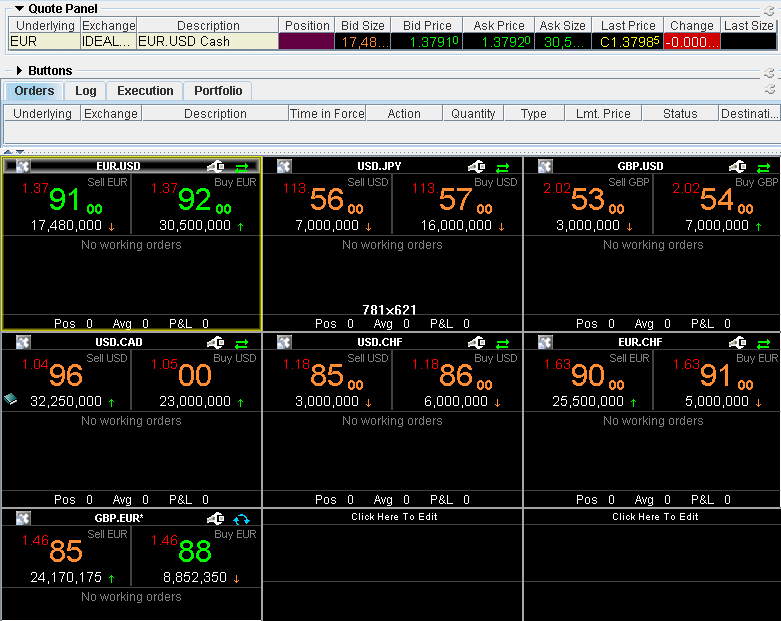 Quote Panel
Underlying Exchange Description Position Bid Size Bid Price Ask Price Ask Size Last Price Change Last Size
EUR IDEAL... EUR.USD Cash 17,48... 1.37910 1.37920 30,5... C1.37985 -0.000...
Buttons
Orders Log Execution Portfolio
Underlying Exchange Description Time in Force Action Quantity Type Lmt. Price Status Destinati...
EUR.USD USD.JPY GBP.USD
Sell EUR Buy EUR Sell USD Buy USD Sell GBP Buy GBP
1.37 91 00 1.37 92 00 113. 56 00 113. 57 00 2.02 53 00 2.02 54 00
17,480,000 ↓ 30,500,000 ↑ 7,000,000 ↓ 16,000,000 ↓ 3,000,000 ↓ 7,000,000 ↑
No working orders No working orders No working orders
781×621
Pos 0 Avg 0 P&L 0 Pos 0 Avg 0 P&L 0 Pos 0 Avg 0 P&L 0
USD.CAD USD.CHF EUR.CHF
Sell USD Buy USD Sell USD Buy USD Sell EUR Buy EUR
1.04 96 1.05 00 1.18 85 00 1.18 86 00 1.63 90 00 1.63 91 00
32,250,000 ↑ 23,000,000 ↑ 3,000,000 ↓ 6,000,000 ↓ 25,500,000 ↑ 5,000,000 ↓
No working orders No working orders No working orders
Pos 0 Avg 0 P&L 0 Pos 0 Avg 0 P&L 0 Pos 0 Avg 0 P&L 0
GBP.EUR* Click Here To Edit Click Here To Edit
Sell EUR Buy EUR
1.46 85 1.46 88
24,170,175 ↑ 8,852,350 ↓
No working orders